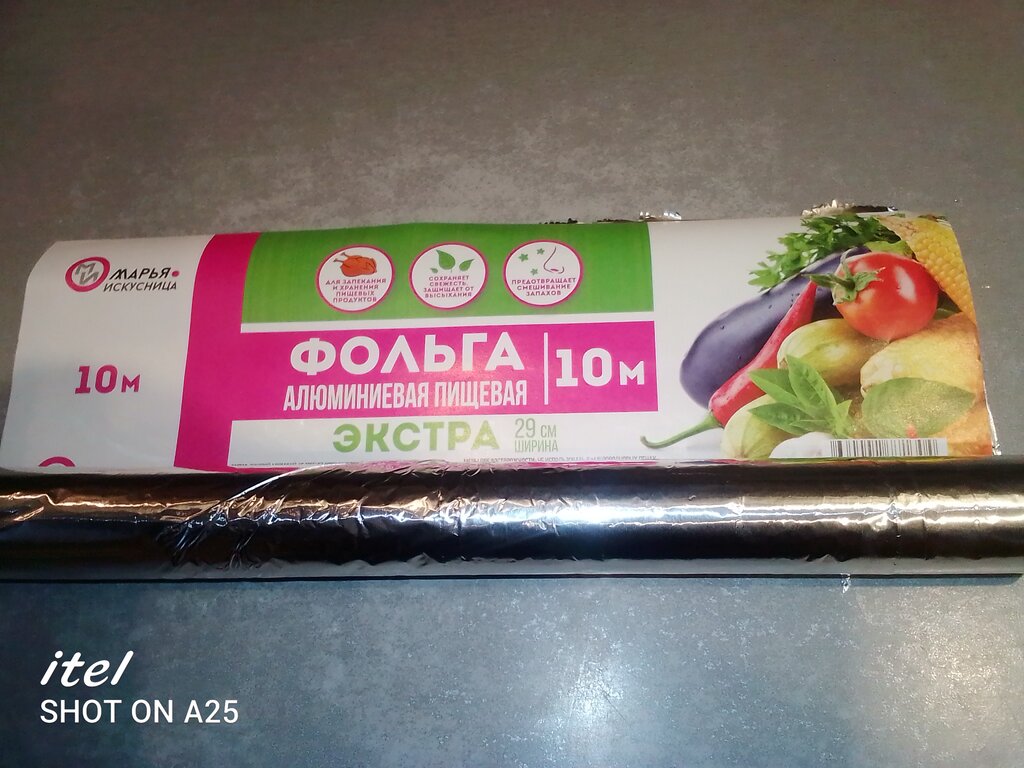 МАРЬЯ
ИСКУСНИЦА
10м
ДЛЯ ЗАПЕКАНИЯ
И ХРАНЕНИЯ
ПИЩЕВЫХ
ПРОДУКТОВ
СОХРАНЯЕТ
СВЕЖЕСТЬ,
ЗАЩИЩАЕТ ОТ
ВЫСЫХАНИЯ
ПРЕДОТВРАЩАЕТ
СМЕШИВАНИЕ
ЗАПАХОВ
ФОЛЬГА
АЛЮМИНИЕВАЯ ПИЩЕВАЯ
10м
ЭКСТРА
29 СМ
ШИРИНА
itel
SHOT ON A25